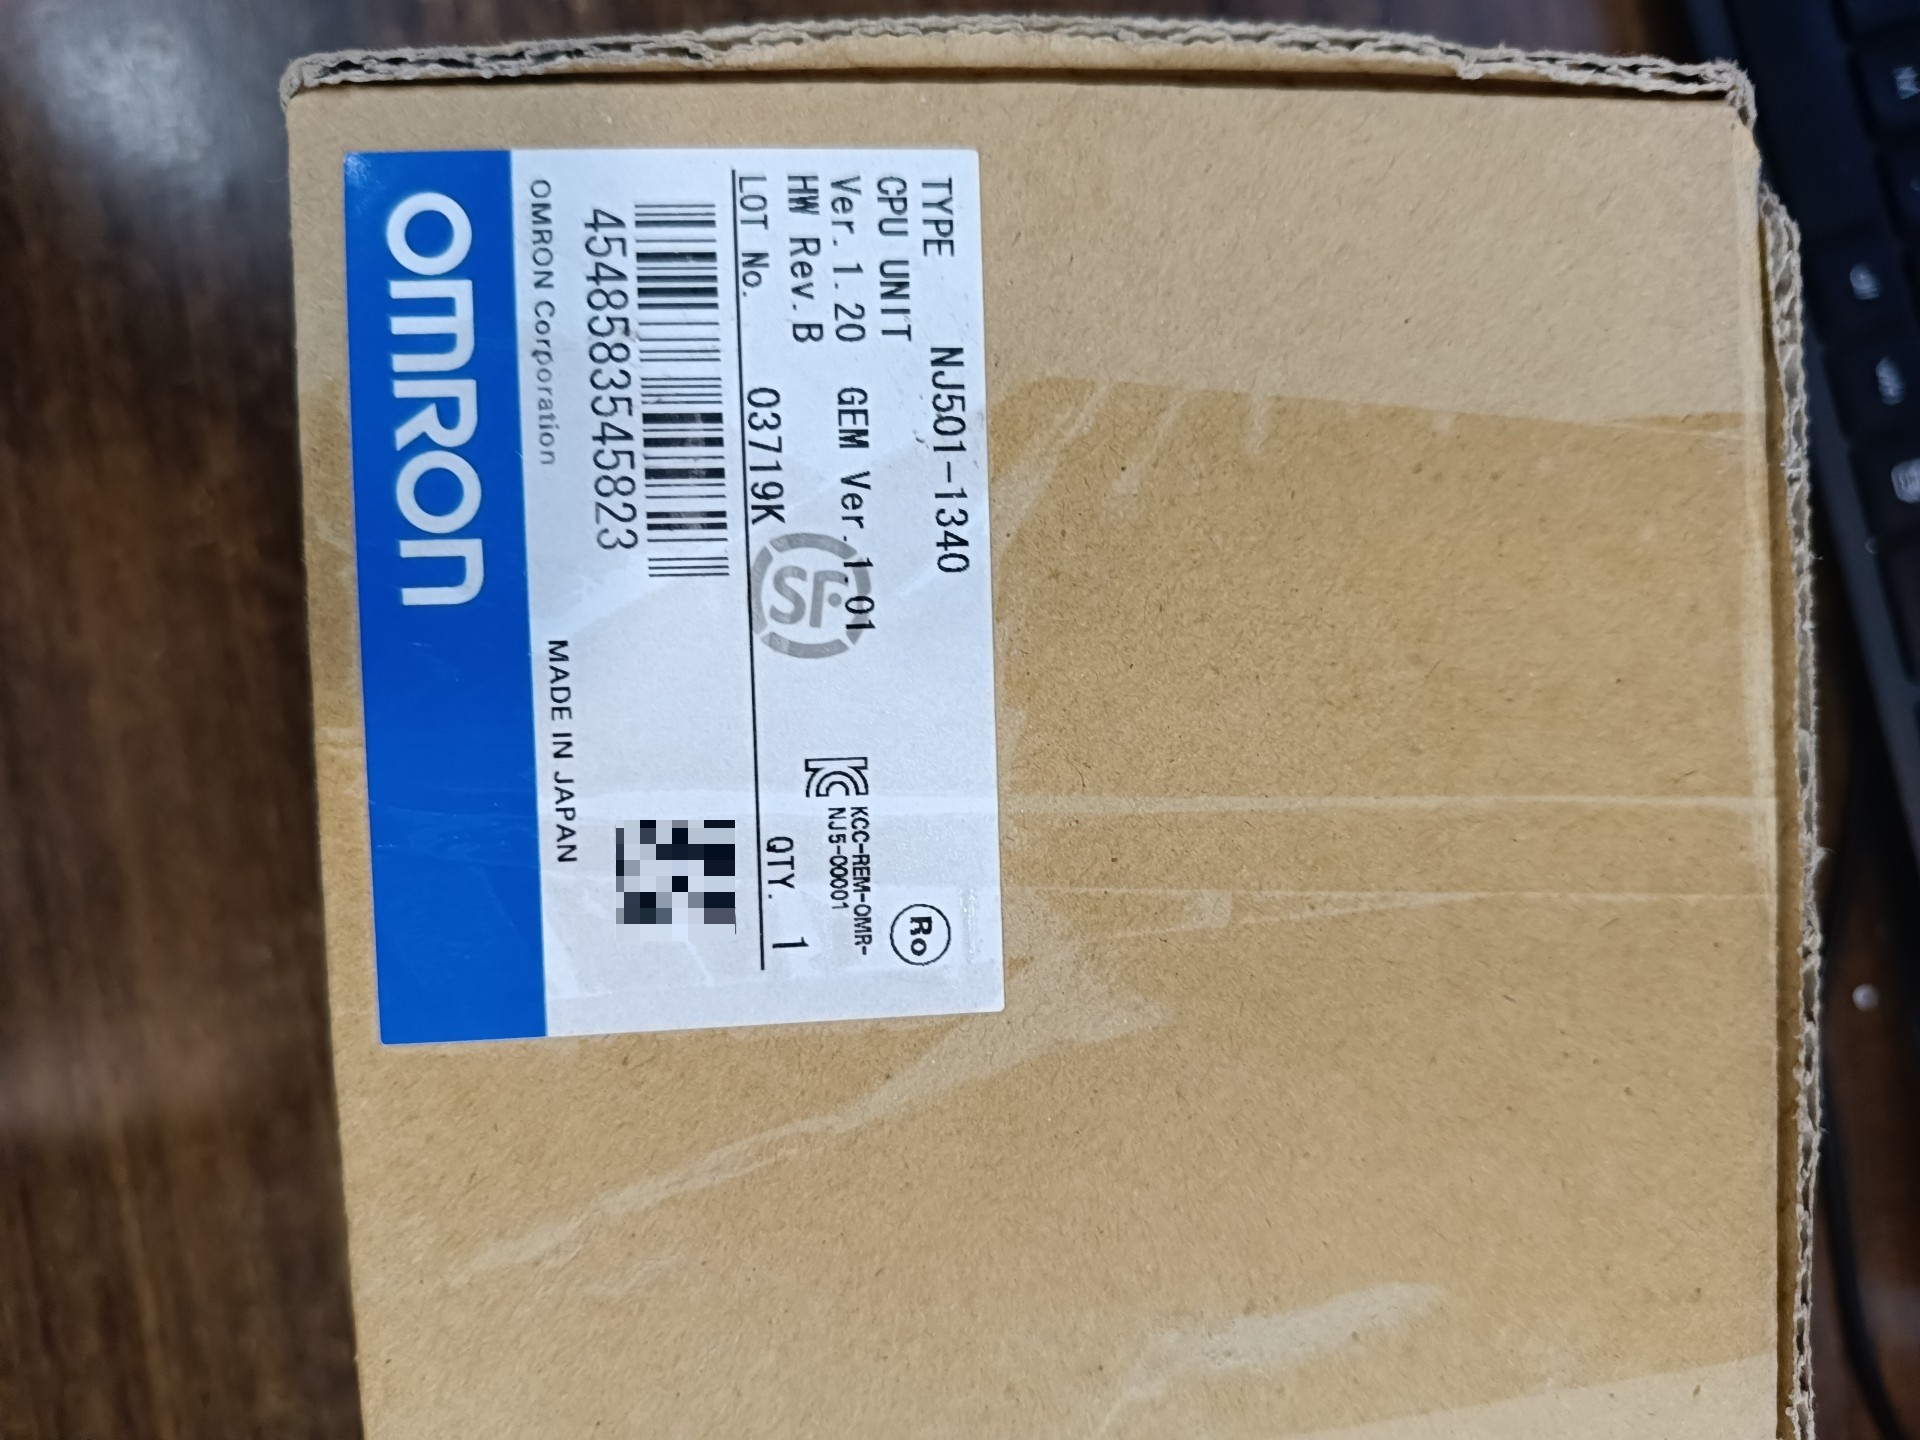 TYPE NJ501-1340
CPU UNIT
Ro
Ver.1.20 GEM Ver.1.01
KCC-REM-OMR-
NJ5-00001
HW Rev.B
LOT No. 03719K QTY. 1
SF
4548583545823
OMRON Corporation MADE IN JAPAN
OMRON